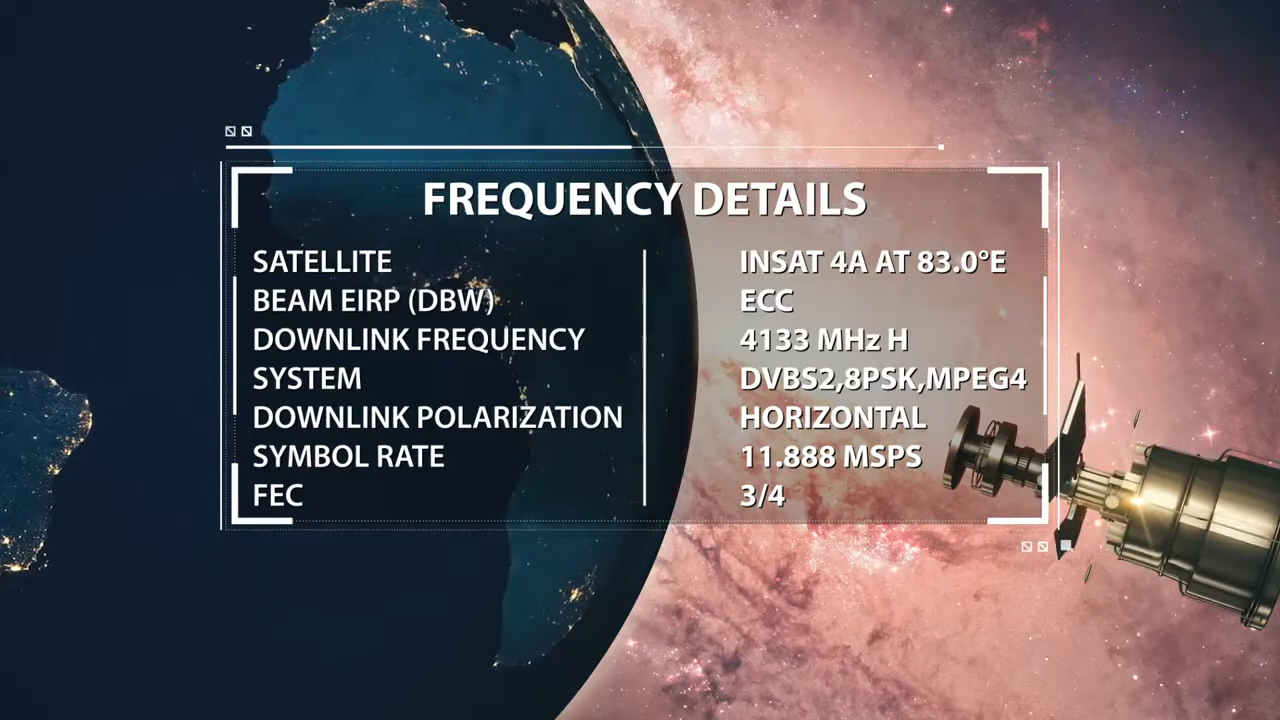 FREQUENCY DETAILS
SATELLITE INSAT 4A AT 83.0°E
BEAM EIRP (DBW) ECC
DOWNLINK FREQUENCY 4133 MHz H
SYSTEM DVBS2,8PSK,MPEG4
DOWNLINK POLARIZATION HORIZONTAL
SYMBOL RATE 11.888 MSPS
FEC 3/4